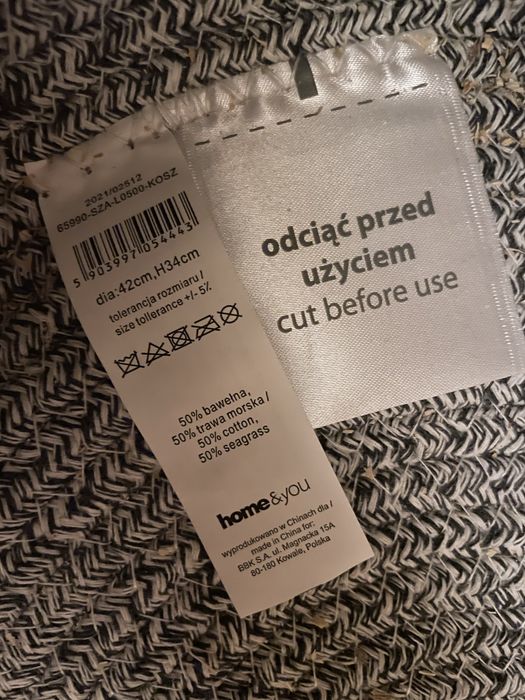 2021/02512
65990-SZA-L0500-KOSZ
5 903997 054443
dia:42cm,H34cm
tolerancja rozmiaru /
size tollerance +/- 5%
50% bawełna,
50% trawa morska /
50% cotton,
50% seagrass
home&you
wyprodukowano w Chinach dla /
made in China for:
BBK S.A. ul. Magnacka 15A
80-180 Kowale, Polska
odciąć przed
użyciem
cut before use